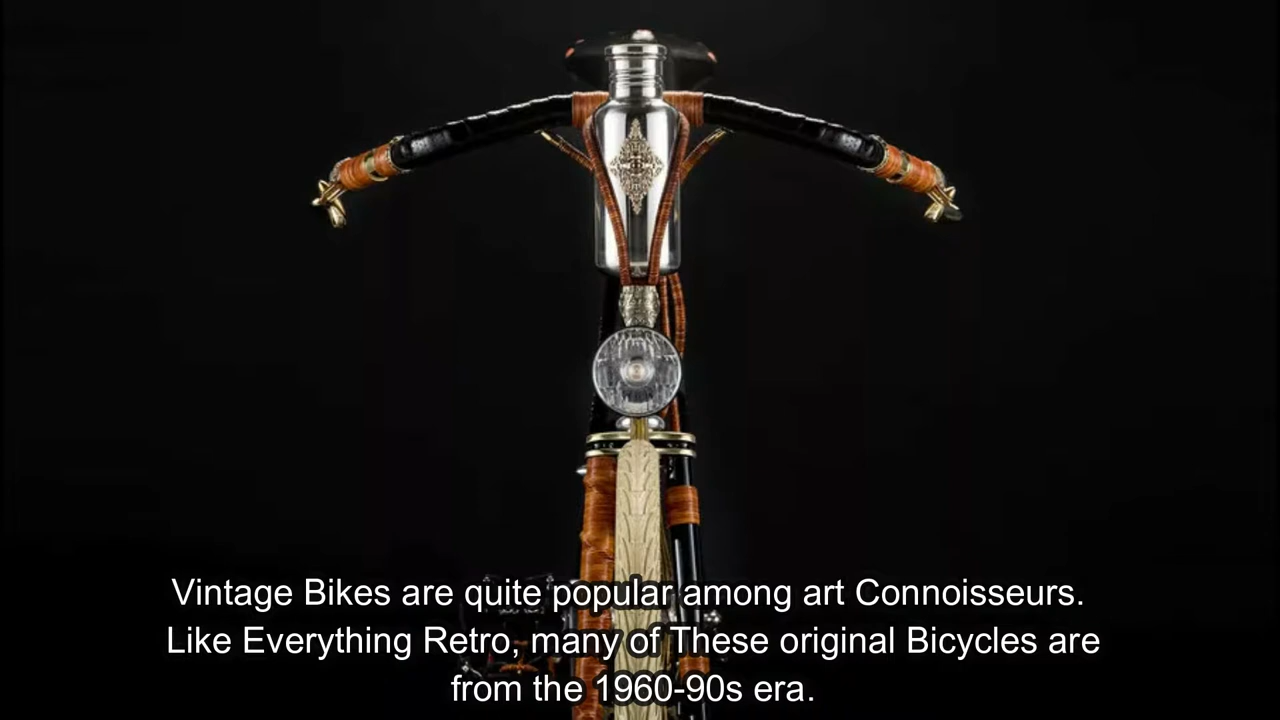 Vintage Bikes are quite popular among art Connoisseurs.
Like Everything Retro, many of These original Bicycles are
from the 1960-90s era.